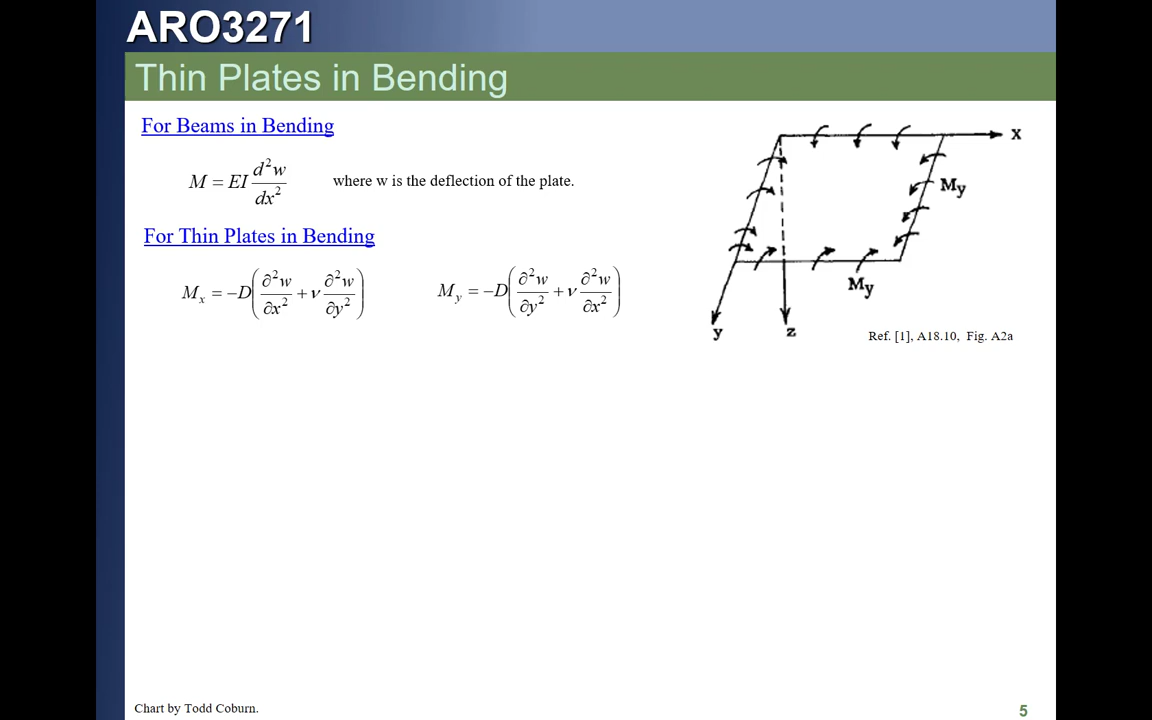 ARO3271
Thin Plates in Bending
For Beams in Bending
M = EI d²w/dx² where w is the deflection of the plate.
For Thin Plates in Bending
Mₓ = −D(∂²w/∂x² + ν ∂²w/∂y²) M_y = −D(∂²w/∂y² + ν ∂²w/∂x²)
x
My
My
y
z
Ref. [1], A18.10, Fig. A2a
Chart by Todd Coburn.
5